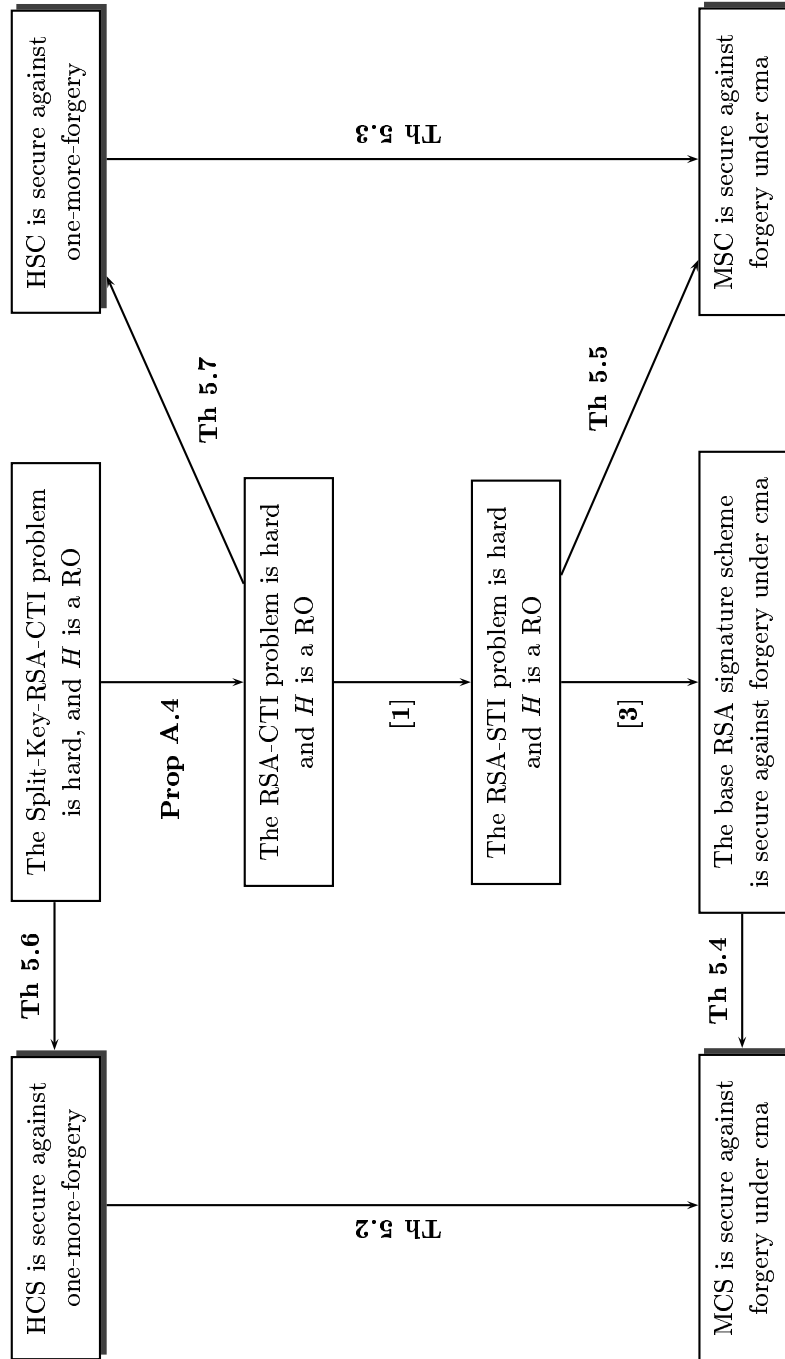 HCS is secure against
one-more-forgery
Th 5.6
The Split-Key-RSA-CTI problem
is hard, and H is a RO
HSC is secure against
one-more-forgery
Prop A.4
Th 5.7
The RSA-CTI problem is hard
and H is a RO
Th 5.2
[1]
Th 5.3
The RSA-STI problem is hard
and H is a RO
[3]
Th 5.5
MCS is secure against
forgery under cma
Th 5.4
The base RSA signature scheme
is secure against forgery under cma
MSC is secure against
forgery under cma